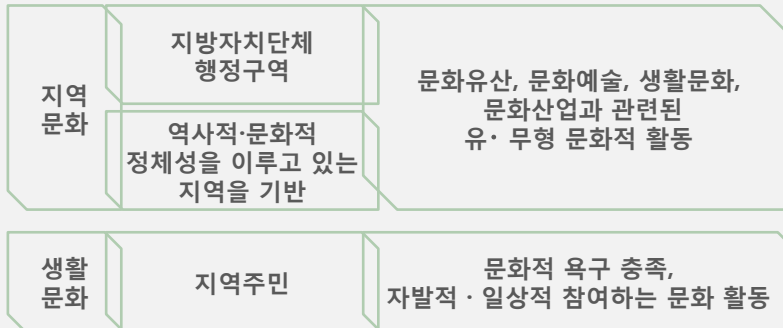 지역
문화
지방자치단체
행정구역
역사적·문화적
정체성을 이루고 있는
지역을 기반
문화유산, 문화예술, 생활문화,
문화산업과 관련된
유· 무형 문화적 활동
생활
문화
지역주민
문화적 욕구 충족,
자발적 · 일상적 참여하는 문화 활동